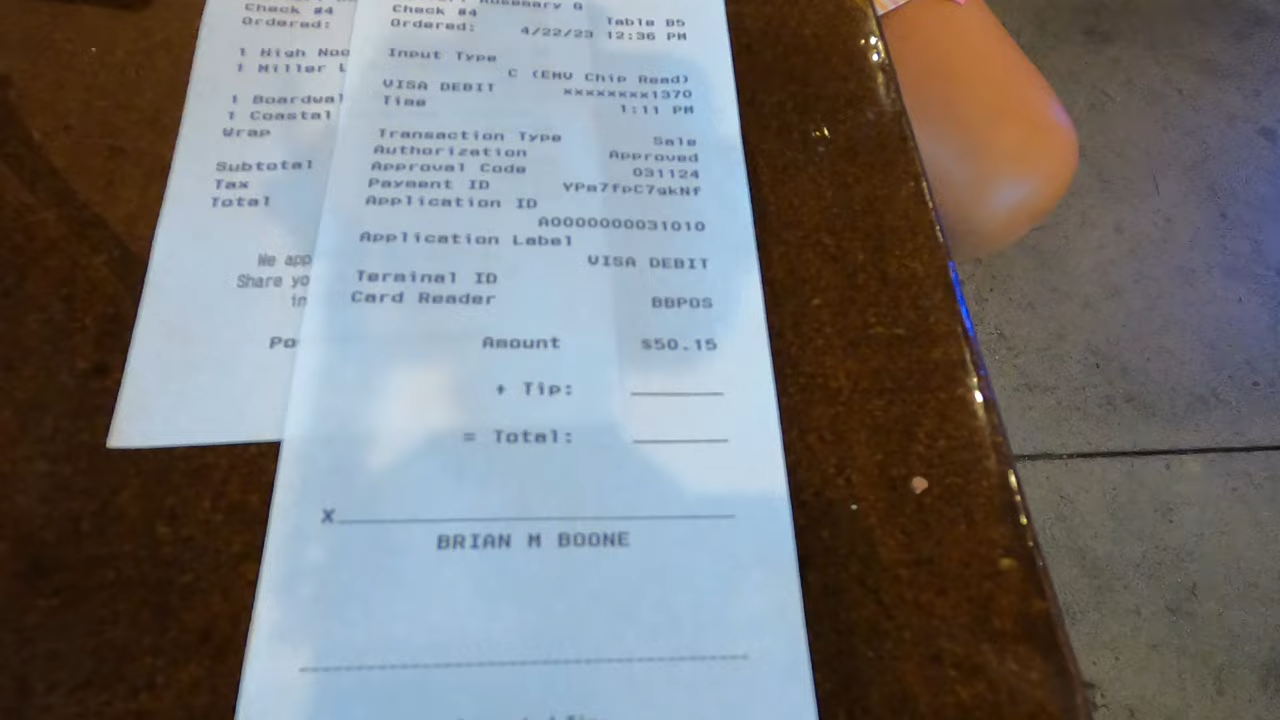 Check #4
Ordered:
1 High Noo
1 Miller L
1 Boardwal
1 Coastal
Wrap
Subtotal
Tax
Total
We app
Share yo
in
Po
Rosemary G
Check #4 Table B5
Ordered: 4/22/23 12:36 PM
Input Type
C (EMV Chip Read)
VISA DEBIT xxxxxxxx1370
Time 1:11 PM
Transaction Type Sale
Authorization Approved
Approval Code 031124
Payment ID YPm7fpC7gkNf
Application ID
A0000000031010
Application Label
VISA DEBIT
Terminal ID
Card Reader BBPOS
Amount $50.15
+ Tip:
= Total:
X
BRIAN M BOONE